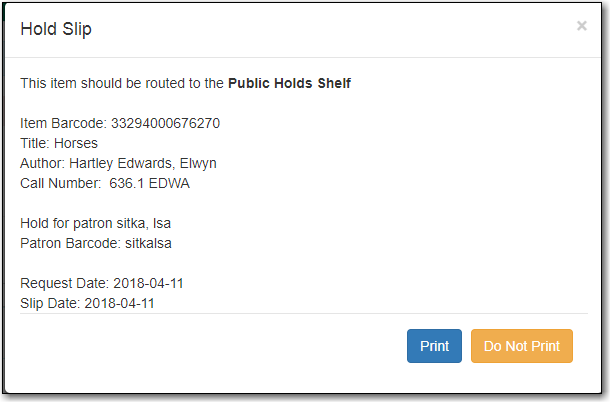 Hold Slip ×
This item should be routed to the Public Holds Shelf
Item Barcode: 33294000676270
Title: Horses
Author: Hartley Edwards, Elwyn
Call Number:  636.1 EDWA
Hold for patron sitka, lsa
Patron Barcode: sitkalsa
Request Date: 2018-04-11
Slip Date: 2018-04-11
Print Do Not Print